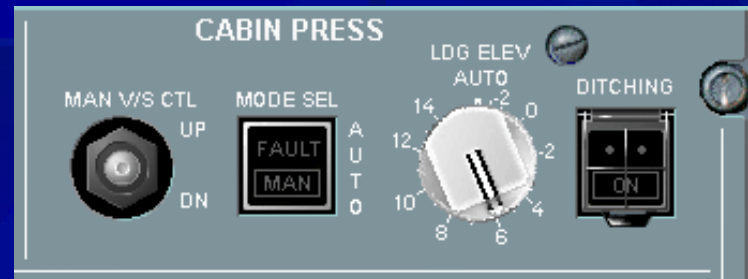 CABIN PRESS
LDG ELEV
AUTO
MAN V/S CTL
UP
DN
MODE SEL
FAULT
MAN
AUTO
-2
0
2
4
6
8
10
12
14
DITCHING
ON